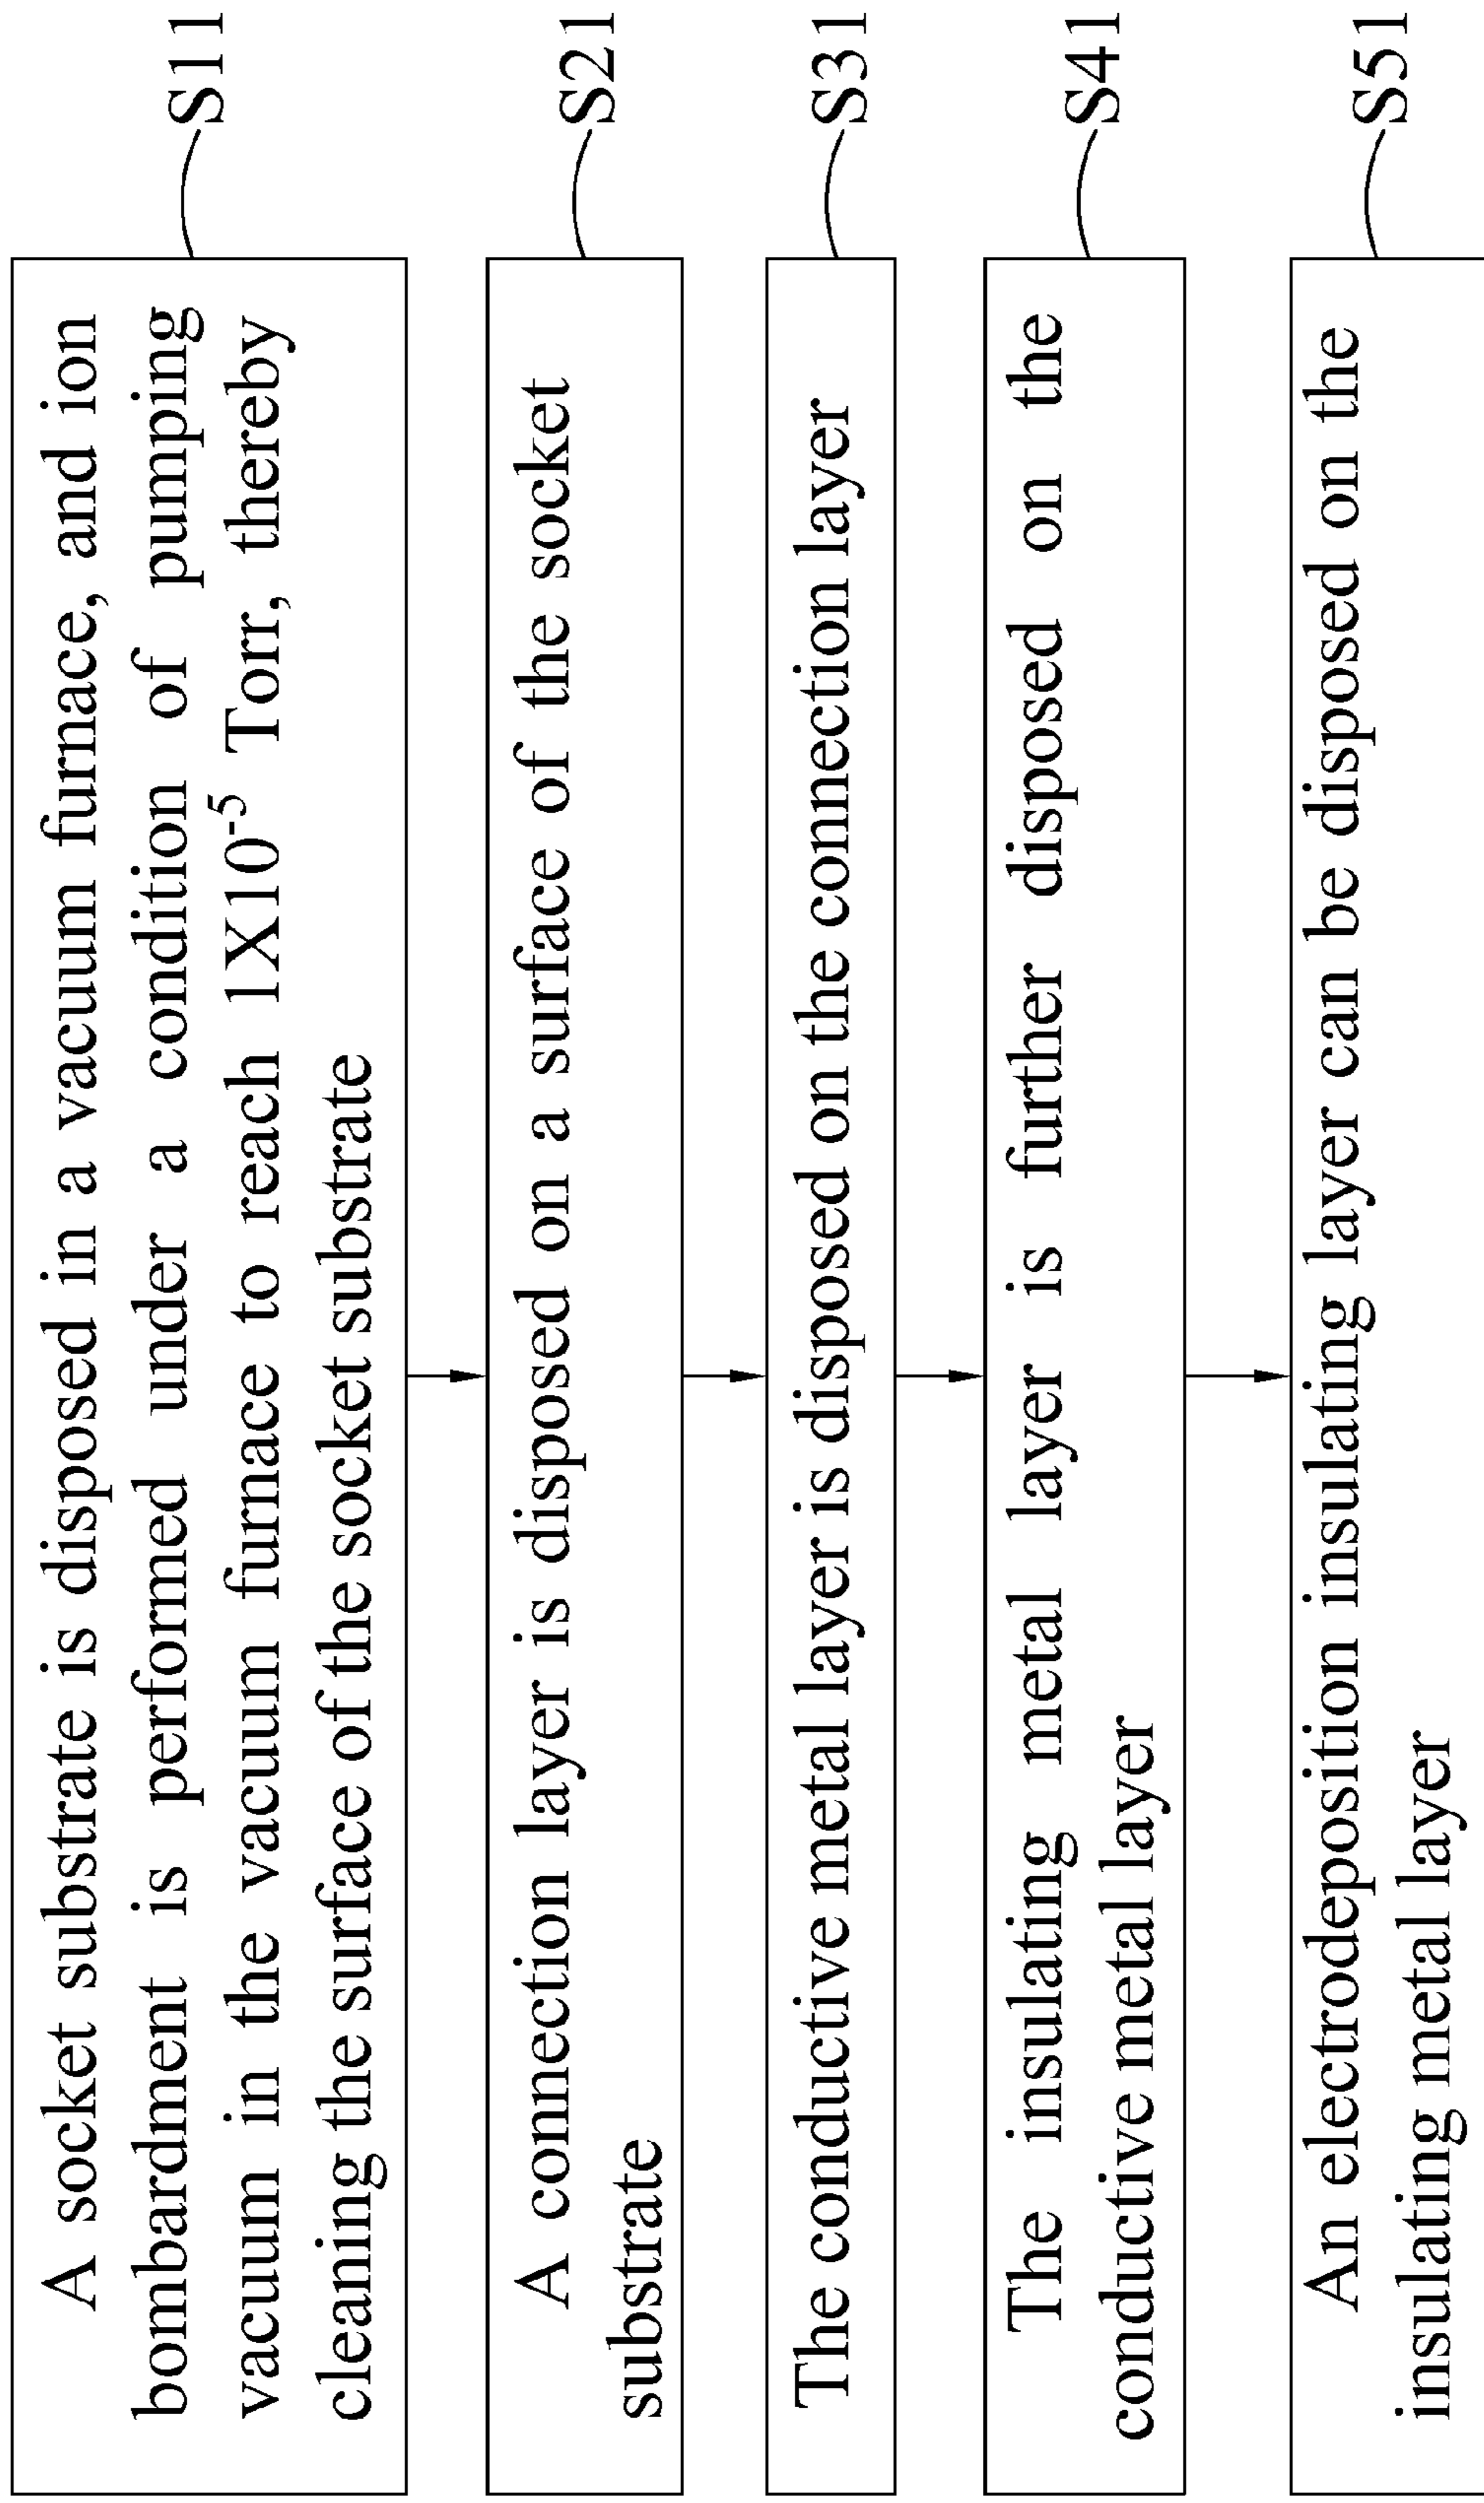 A socket substrate is disposed in a vacuum furnace, and ion
bombardment is performed under a condition of pumping
vacuum in the vacuum furnace to reach 1X10⁻⁵ Torr, thereby
cleaning the surface of the socket substrate
S11
A connection layer is disposed on a surface of the socket
substrate
S21
The conductive metal layer is disposed on the connection layer
S31
The insulating metal layer is further disposed on the
conductive metal layer
S41
An electrodeposition insulating layer can be disposed on the
insulating metal layer
S51